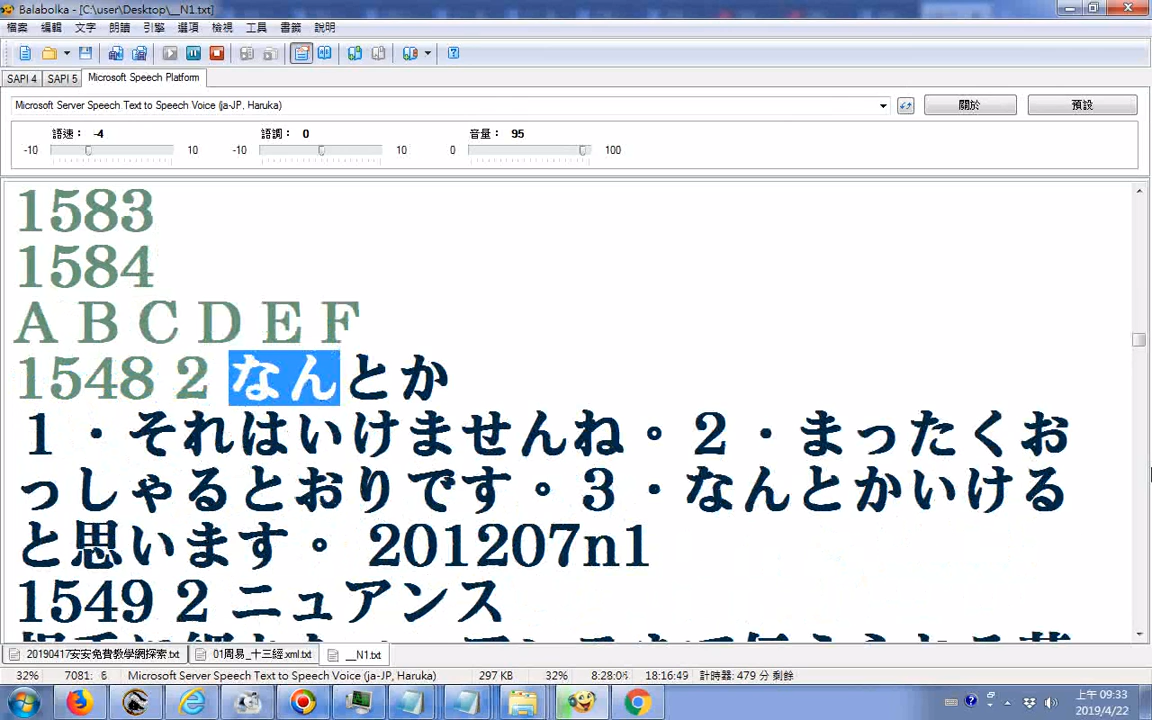 Balabolka - [C:\user\Desktop\__N1.txt]
檔案 編輯 文字 朗讀 引擎 選項 檢視 工具 書籤 說明
SAPI 4 SAPI 5 Microsoft Speech Platform
Microsoft Server Speech Text to Speech Voice (ja-JP, Haruka) 關於 預設
語速： -4 語調： 0 音量： 95
-10 10 -10 10 0 100
1583
1584
A B C D E F
1548 2 なんとか
1・それはいけませんね。2・まったくお
っしゃるとおりです。3・なんとかいける
と思います。 201207n1
1549 2 ニュアンス
20190417安安免費教學網探索.txt 01周易_十三經.xml.txt __N1.txt
32% 7081: 6 Microsoft Server Speech Text to Speech Voice (ja-JP, Haruka) 297 KB 32% 8:28:06 18:16:49 計時器: 479 分 剩餘
上午 09:33
2019/4/22